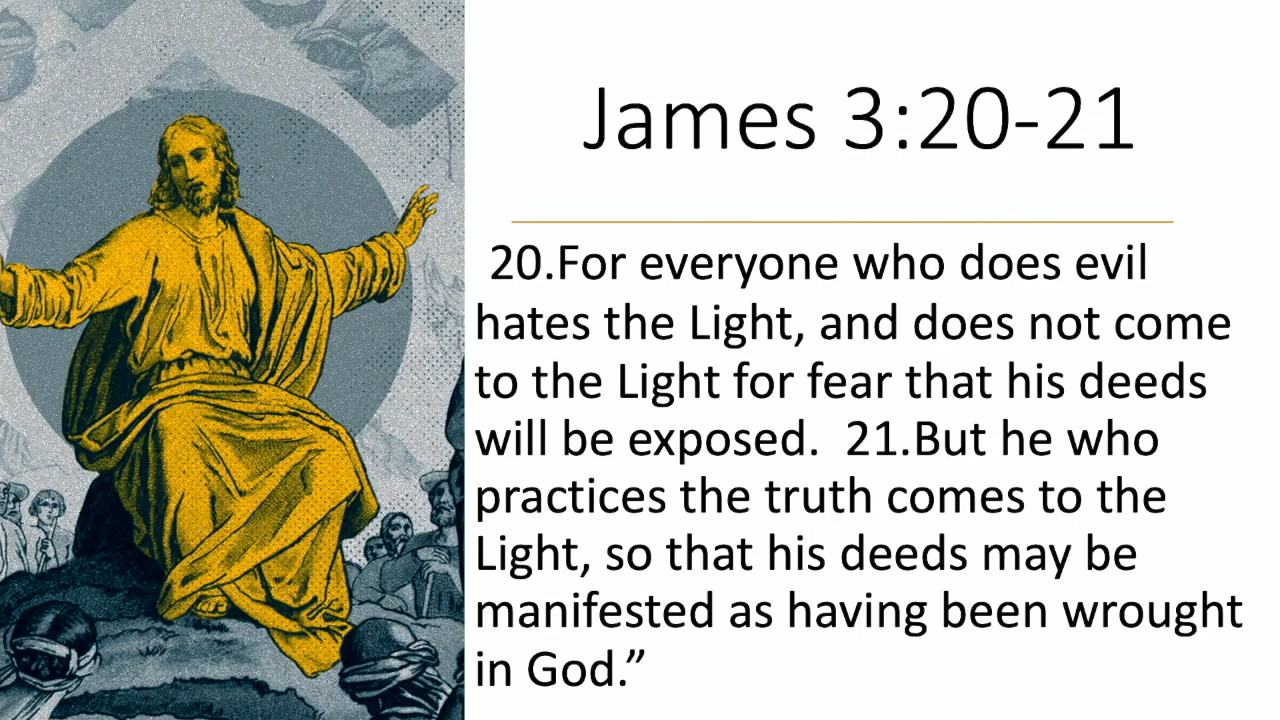 James 3:20-21
20.For everyone who does evil
hates the Light, and does not come
to the Light for fear that his deeds
will be exposed.  21.But he who
practices the truth comes to the
Light, so that his deeds may be
manifested as having been wrought
in God.”